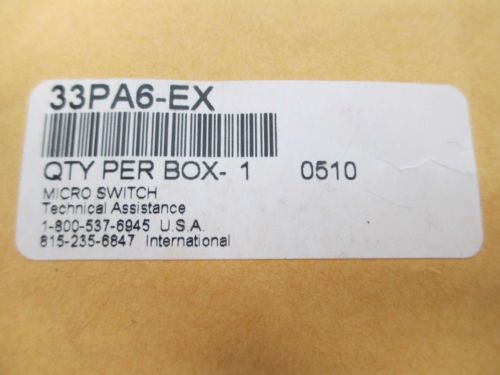 33PA6-EX
QTY PER BOX- 1 0510
MICRO SWITCH
Technical Assistance
1-800-537-6945 U.S.A.
815-235-6847 International